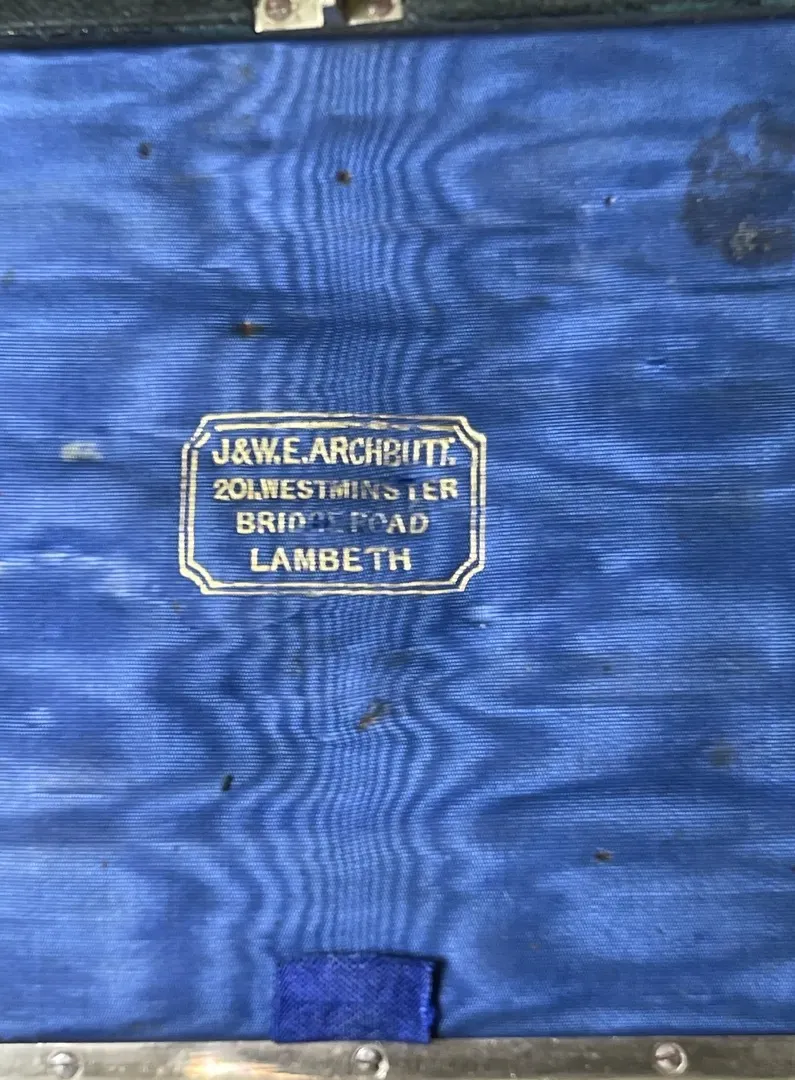 J&W.E.ARCHBUTT.
201.WESTMINSTER
BRIDGE ROAD
LAMBETH